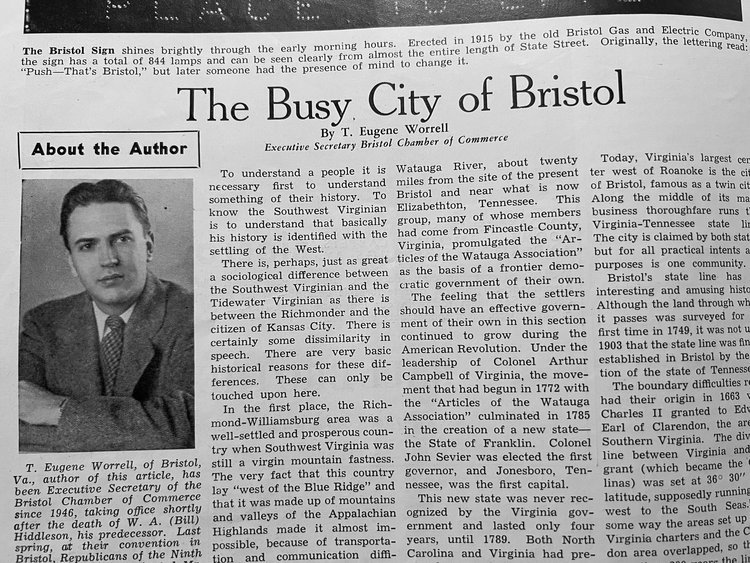 PLACE TO L
The Bristol Sign shines brightly through the early morning hours. Erected in 1915 by the old Bristol Gas and Electric Company,
the sign has a total of 844 lamps and can be seen clearly from almost the entire length of State Street. Originally, the lettering read:
"Push—That's Bristol," but later someone had the presence of mind to change it.
The Busy City of Bristol
By T. Eugene Worrell
Executive Secretary Bristol Chamber of Commerce
About the Author
T. Eugene Worrell, of Bristol,
Va., author of this article, has
been Executive Secretary of the
Bristol Chamber of Commerce
since 1946, taking office shortly
after the death of W. A. (Bill)
Hiddleson, his predecessor. Last
spring, at their convention in
Bristol, Republicans of the Ninth
To understand a people it is
necessary first to understand
something of their history. To
know the Southwest Virginian
is to understand that basically
his history is identified with the
settling of the West.
There is, perhaps, just as great
a sociological difference between
the Southwest Virginian and the
Tidewater Virginian as there is
between the Richmonder and the
citizen of Kansas City. There is
certainly some dissimilarity in
speech. There are very basic
historical reasons for these dif-
ferences. These can only be
touched upon here.
In the first place, the Rich-
mond-Williamsburg area was a
well-settled and prosperous coun-
try when Southwest Virginia was
still a virgin mountain fastness.
The very fact that this country
lay "west of the Blue Ridge" and
that it was made up of mountains
and valleys of the Appalachian
Highlands made it almost im-
possible, because of transporta-
tion and communication diffi-
Watauga River, about twenty
miles from the site of the present
Bristol and near what is now
Elizabethton, Tennessee. This
group, many of whose members
had come from Fincastle County,
Virginia, promulgated the "Ar-
ticles of the Watauga Association"
as the basis of a frontier demo-
cratic government of their own.
The feeling that the settlers
should have an effective govern-
ment of their own in this section
continued to grow during the
American Revolution. Under the
leadership of Colonel Arthur
Campbell of Virginia, the move-
ment that had begun in 1772 with
the "Articles of the Watauga
Association" culminated in 1785
in the creation of a new state—
the State of Franklin. Colonel
John Sevier was elected the first
governor, and Jonesboro, Ten-
nessee, was the first capital.
This new state was never rec-
ognized by the Virginia gov-
ernment and lasted only four
years, until 1789. Both North
Carolina and Virginia had pre-
Today, Virginia's largest cen
ter west of Roanoke is the cit
of Bristol, famous as a twin cit
Along the middle of its ma
business thoroughfare runs t
Virginia-Tennessee state lin
The city is claimed by both stat
but for all practical intents a
purposes is one community.
Bristol's state line has
interesting and amusing histo
Although the land through wh
it passes was surveyed for
first time in 1749, it was not u
1903 that the state line was fin
established in Bristol by the
tion of the state of Tennesse
The boundary difficulties r
had their origin in 1663 w
Charles II granted to Edw
Earl of Clarendon, the are
Southern Virginia. The div
line between Virginia and
grant (which became the
linas) was set at 36° 30"
latitude, supposedly running
west to the South Seas.
some way the areas set up
Virginia charters and the C
don area overlapped, so th